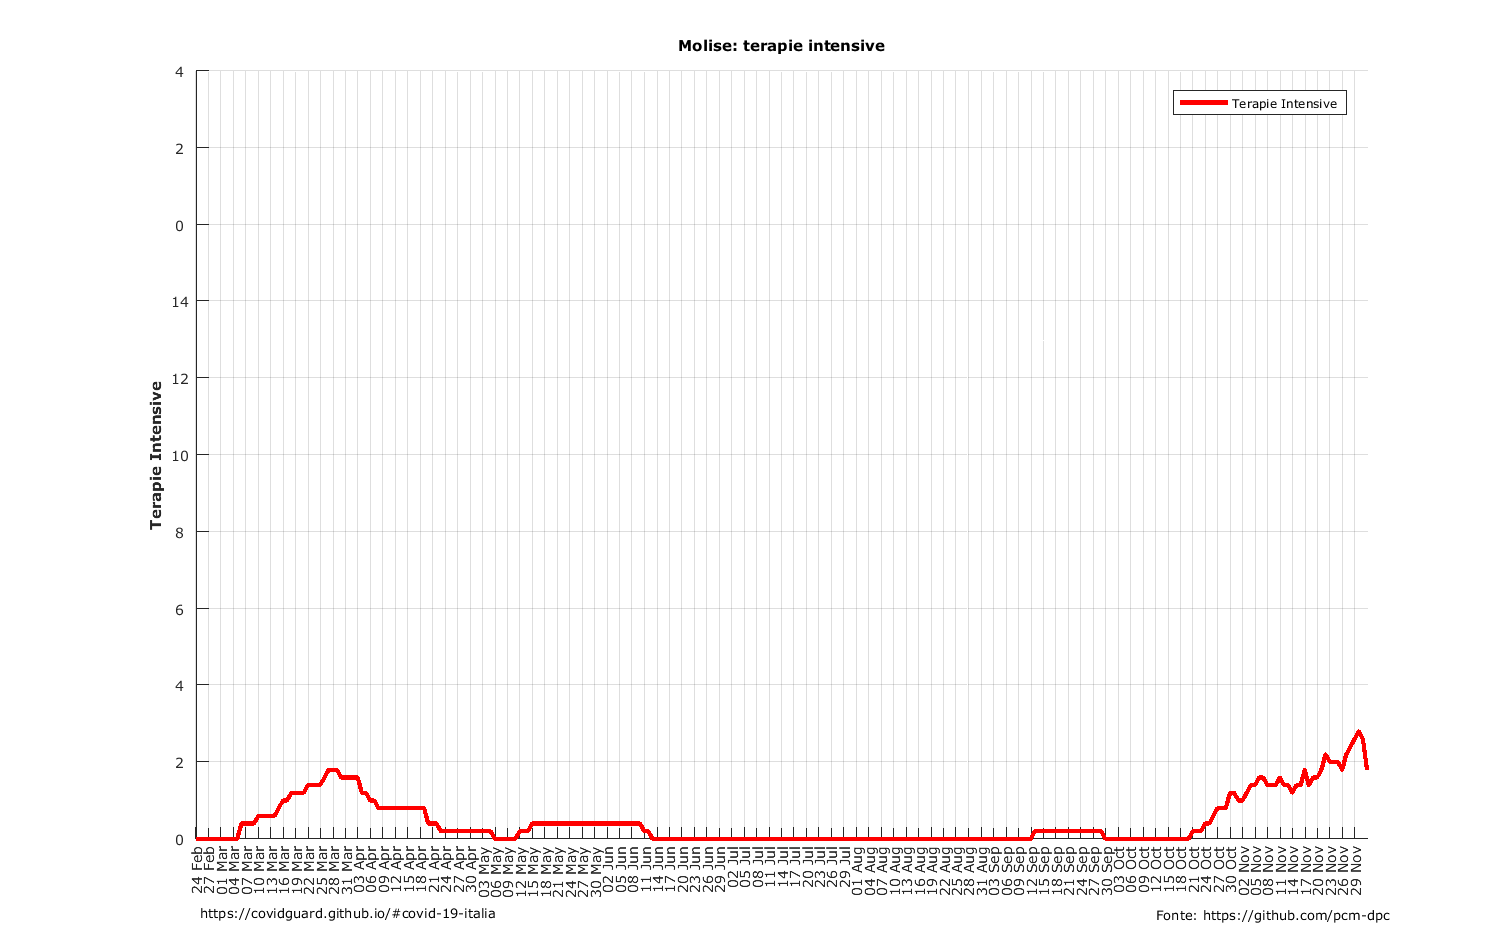 Molise: terapie intensive
Terapie Intensive
4
2
0
14
12
10
8
6
4
2
0
Terapie Intensive
24 Feb
27 Feb
01 Mar
04 Mar
07 Mar
10 Mar
13 Mar
16 Mar
19 Mar
22 Mar
25 Mar
28 Mar
31 Mar
03 Apr
06 Apr
09 Apr
12 Apr
15 Apr
18 Apr
21 Apr
24 Apr
27 Apr
30 Apr
03 May
06 May
09 May
12 May
15 May
18 May
21 May
24 May
27 May
30 May
02 Jun
05 Jun
08 Jun
11 Jun
14 Jun
17 Jun
20 Jun
23 Jun
26 Jun
29 Jun
02 Jul
05 Jul
08 Jul
11 Jul
14 Jul
17 Jul
20 Jul
23 Jul
26 Jul
29 Jul
01 Aug
04 Aug
07 Aug
10 Aug
13 Aug
16 Aug
19 Aug
22 Aug
25 Aug
28 Aug
31 Aug
03 Sep
06 Sep
09 Sep
12 Sep
15 Sep
18 Sep
21 Sep
24 Sep
27 Sep
30 Sep
03 Oct
06 Oct
09 Oct
12 Oct
15 Oct
18 Oct
21 Oct
24 Oct
27 Oct
30 Oct
02 Nov
05 Nov
08 Nov
11 Nov
14 Nov
17 Nov
20 Nov
23 Nov
26 Nov
29 Nov
https://covidguard.github.io/#covid-19-italia
Fonte: https://github.com/pcm-dpc